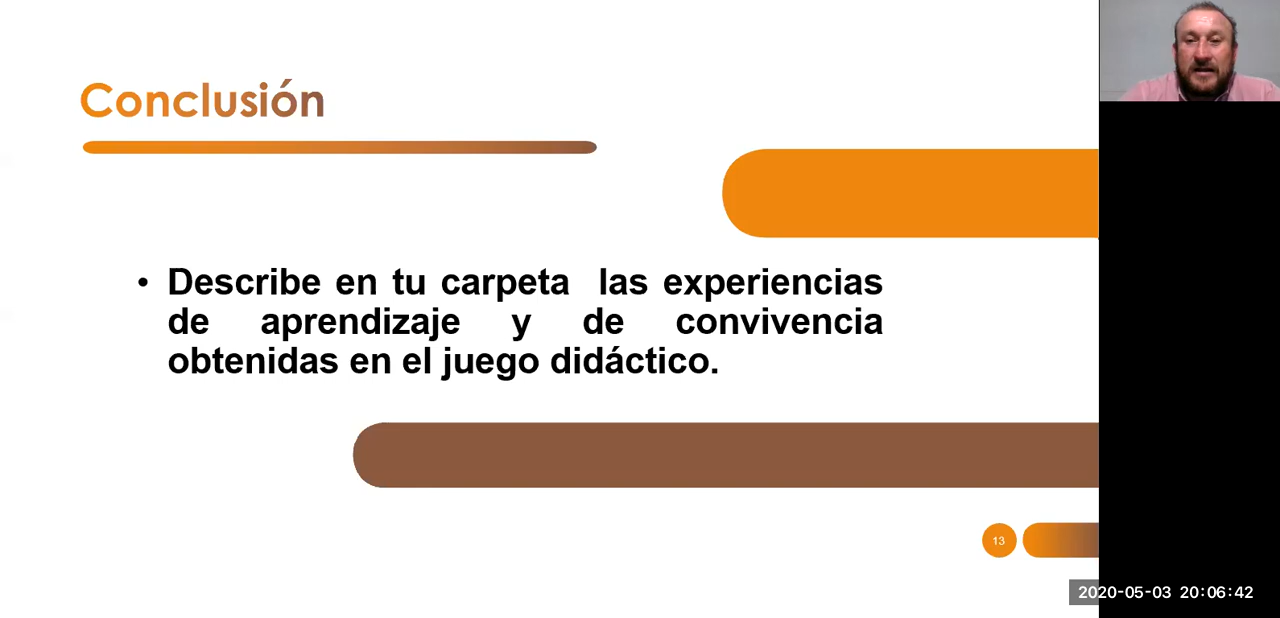 Conclusión
• Describe en tu carpeta las experiencias
de aprendizaje y de convivencia
obtenidas en el juego didáctico.
13
2020-05-03 20:06:42